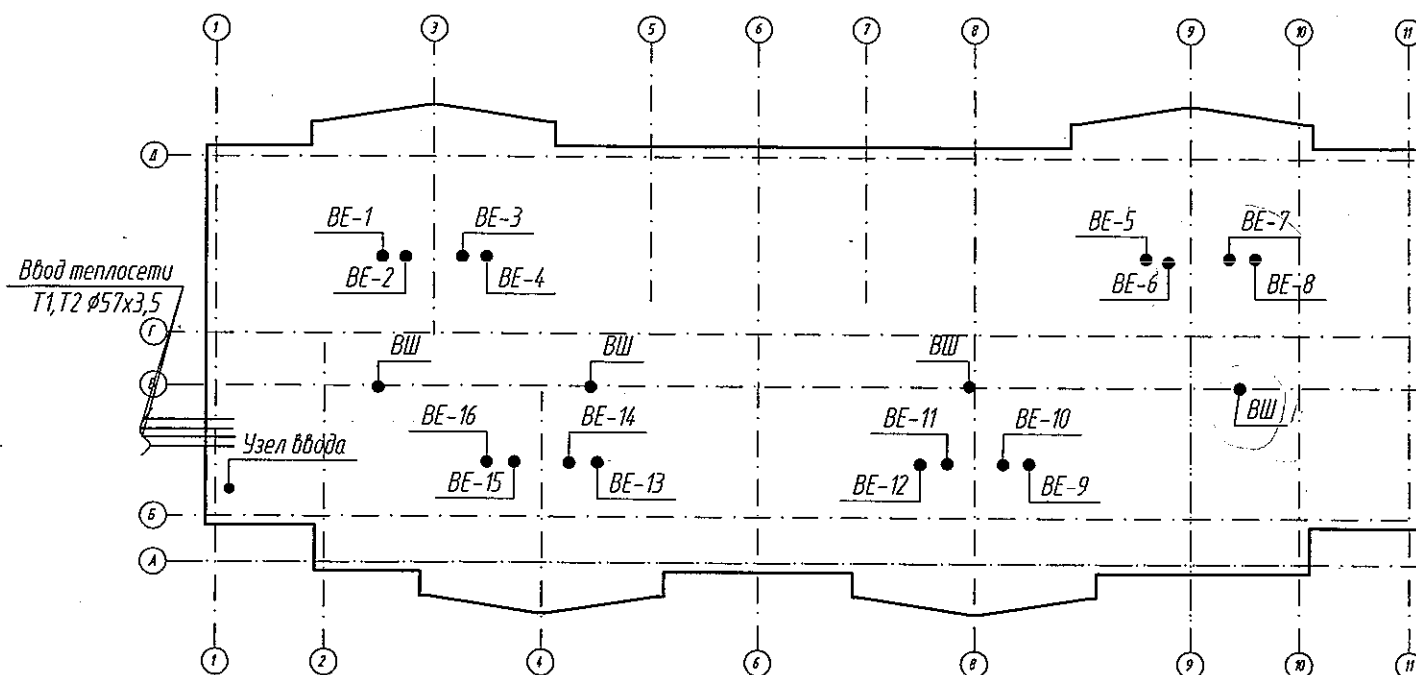 1 3 5 6 7 8 9 10 11
Д
ВЕ-1 ВЕ-3 ВЕ-5 ВЕ-7
ВЕ-2 ВЕ-4 ВЕ-6 ВЕ-8
Ввод теплосети
Т1,Т2 ϕ57х3,5
Г
ВШ ВШ ВШ
В
ВШ
ВЕ-16 ВЕ-14 ВЕ-11 ВЕ-10
Узел ввода
ВЕ-15 ВЕ-13 ВЕ-12 ВЕ-9
Б
А
1 2 4 6 8 9 10 11